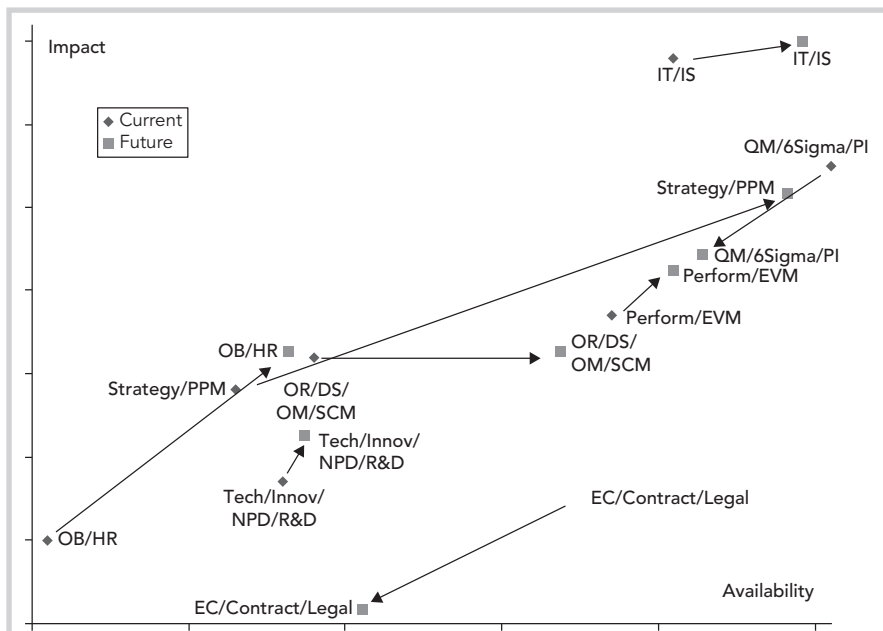 Impact
IT/IS
IT/IS
Current
Future
QM/6Sigma/PI
Strategy/PPM
QM/6Sigma/PI
Perform/EVM
Perform/EVM
OB/HR
OR/DS/
OM/SCM
Strategy/PPM
OR/DS/
OM/SCM
Tech/Innov/
NPD/R&D
Tech/Innov/
NPD/R&D
EC/Contract/Legal
OB/HR
Availability
EC/Contract/Legal